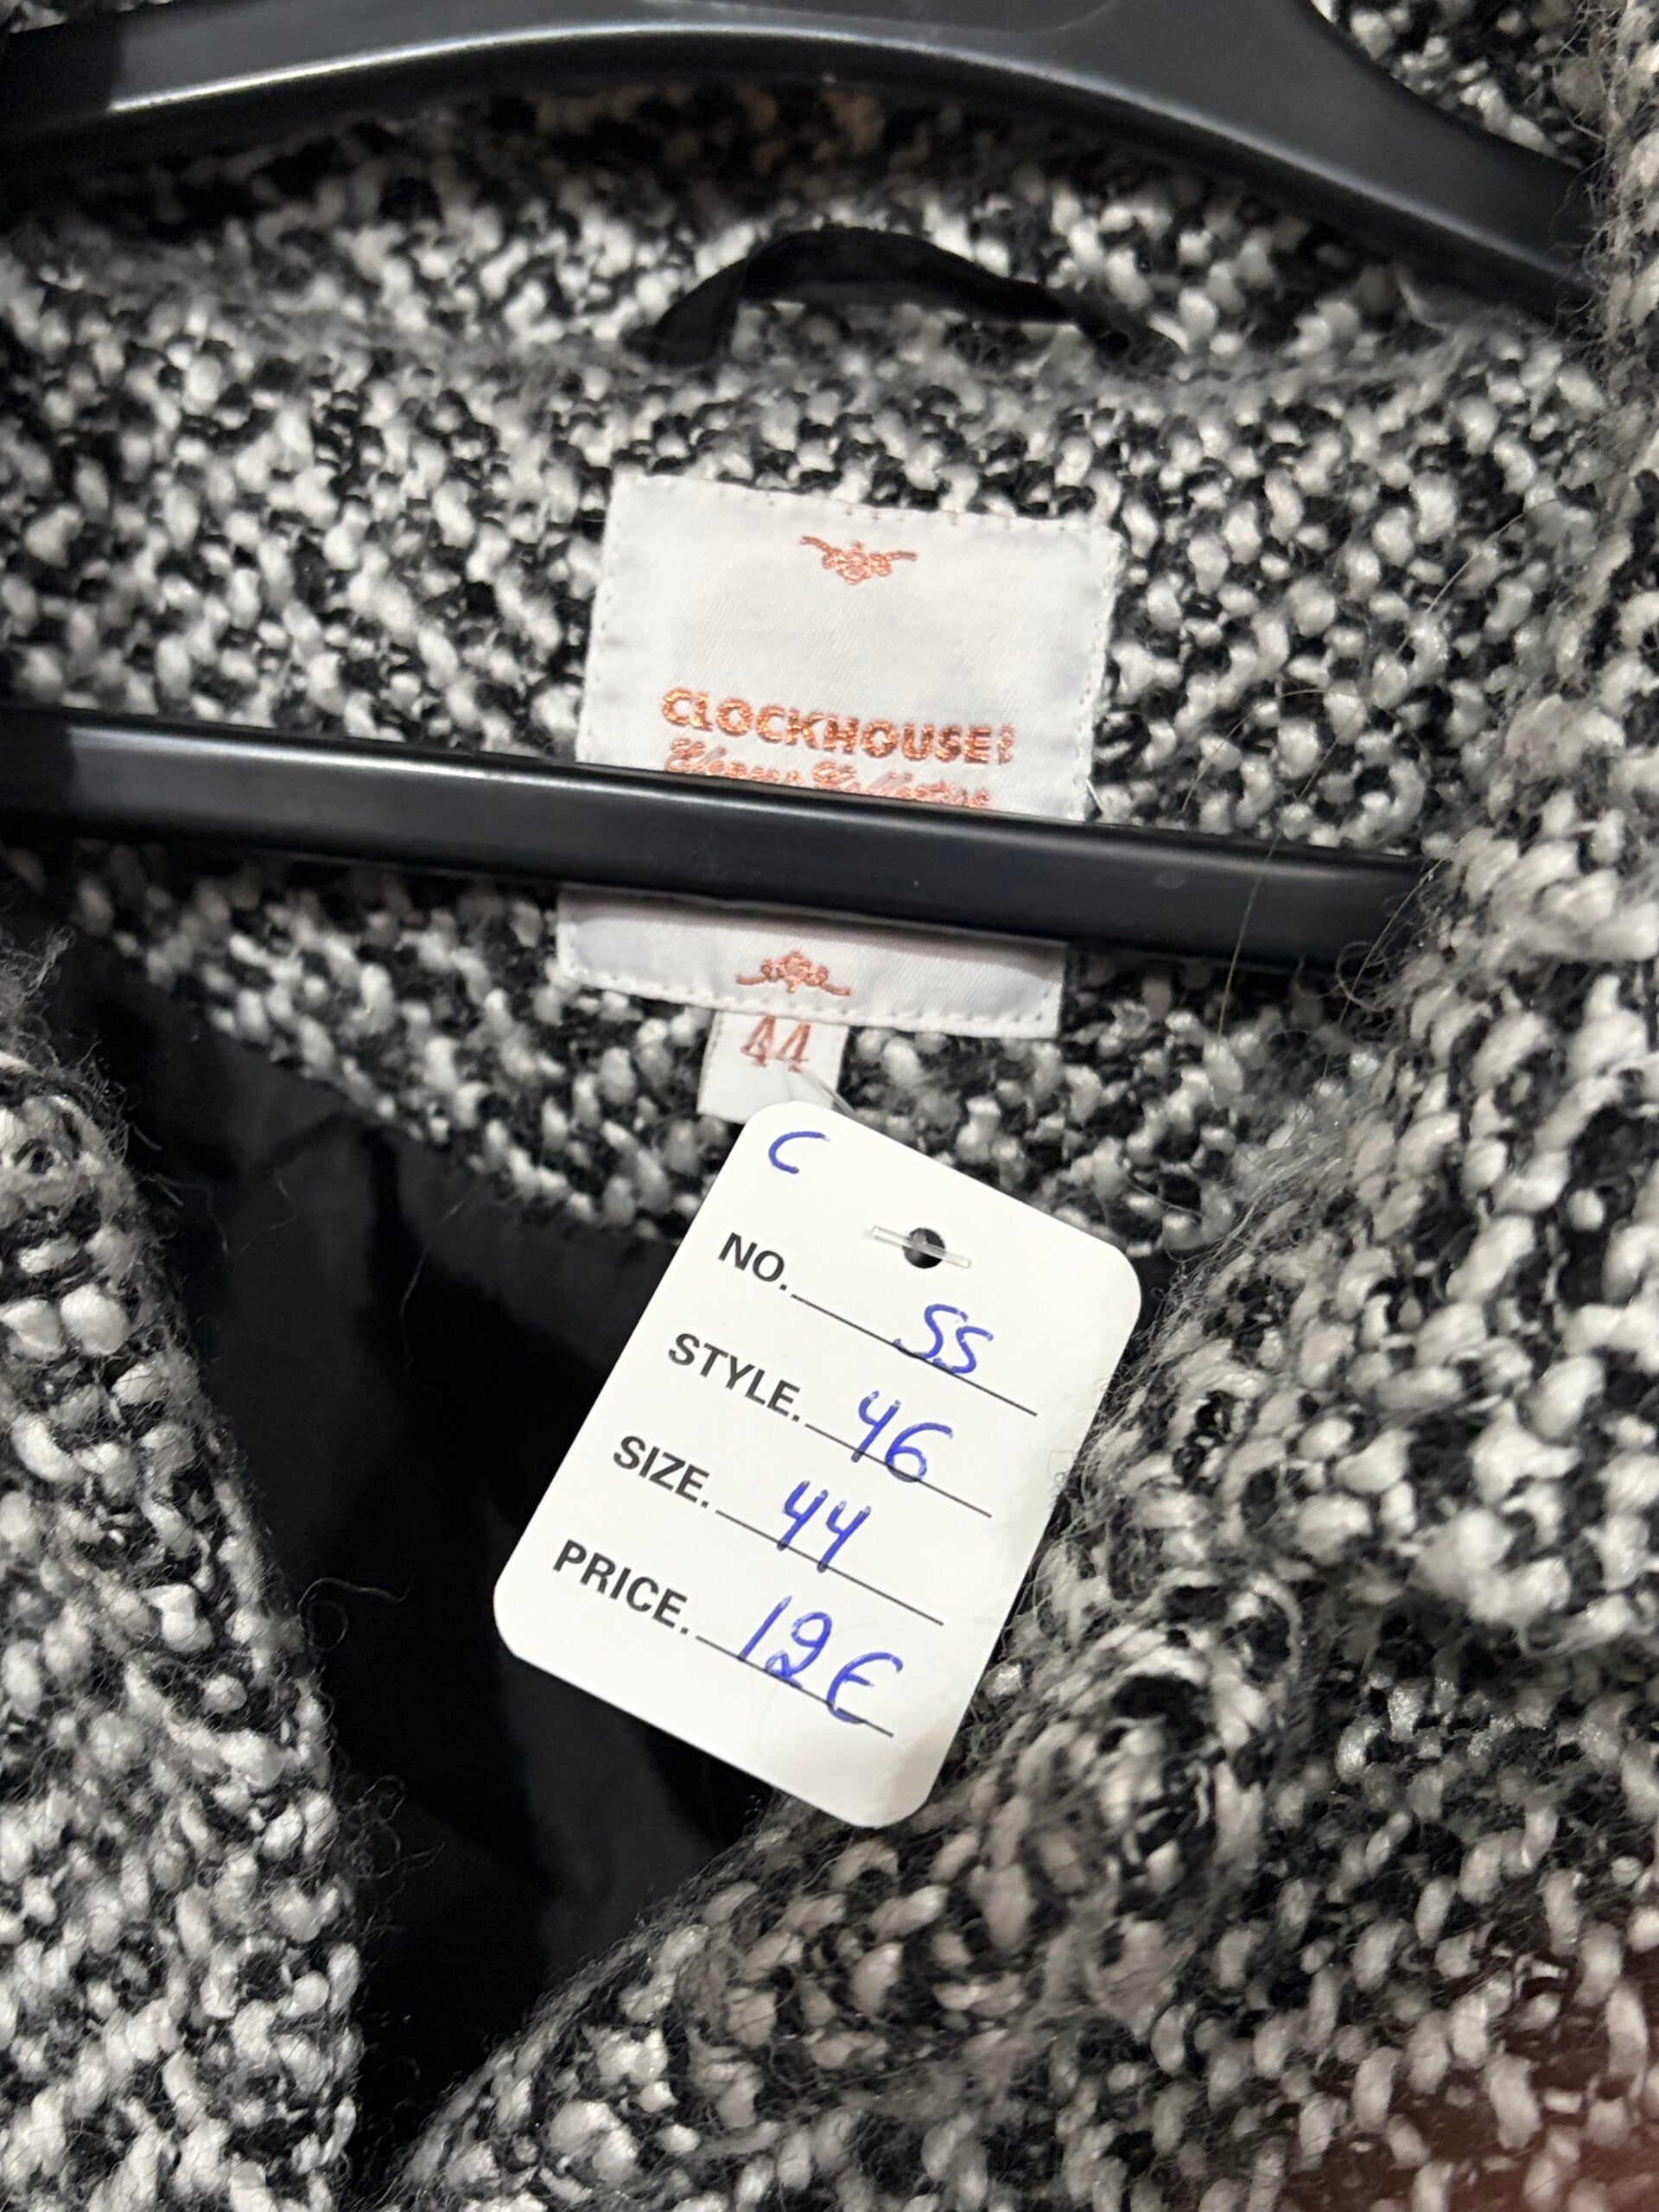 CLOCKHOUSE
44
C
NO. 55
STYLE. 46
SIZE. 44
PRICE. 12€